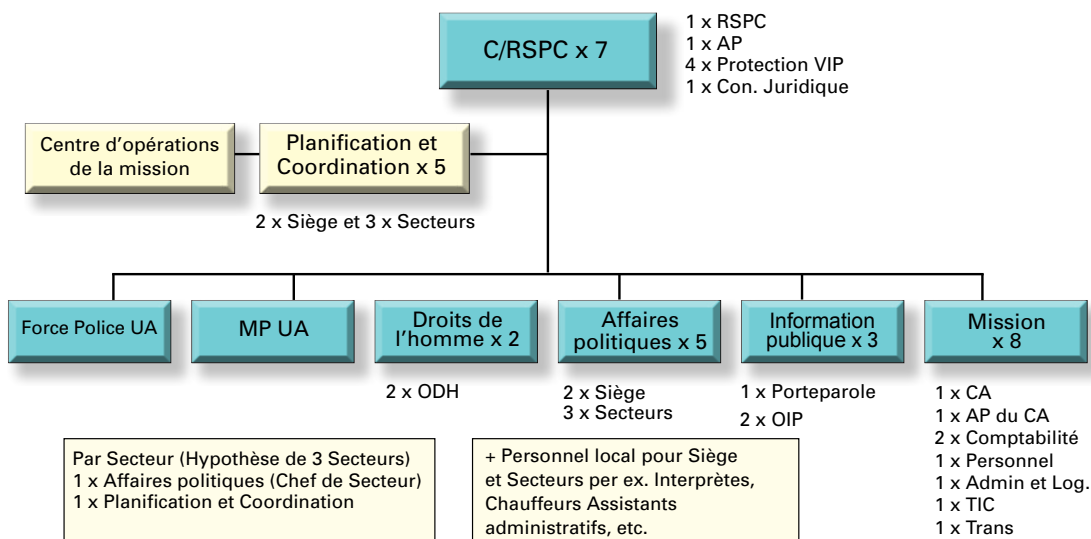 C/RSPC x 7
1 x RSPC
1 x AP
4 x Protection VIP
1 x Con. Juridique
Centre d'opérations
de la mission
Planification et
Coordination x 5
2 x Siège et 3 x Secteurs
Force Police UA
MP UA
Droits de
l'homme x 2
2 x ODH
Affaires
politiques x 5
2 x Siège
3 x Secteurs
Information
publique x 3
1 x Porteparole
2 x OIP
Mission
x 8
1 x CA
1 x AP du CA
2 x Comptabilité
1 x Personnel
1 x Admin et Log.
1 x TIC
1 x Trans
Par Secteur (Hypothèse de 3 Secteurs)
1 x Affaires politiques (Chef de Secteur)
1 x Planification et Coordination
+ Personnel local pour Siège
et Secteurs per ex. Interprètes,
Chauffeurs Assistants
administratifs, etc.